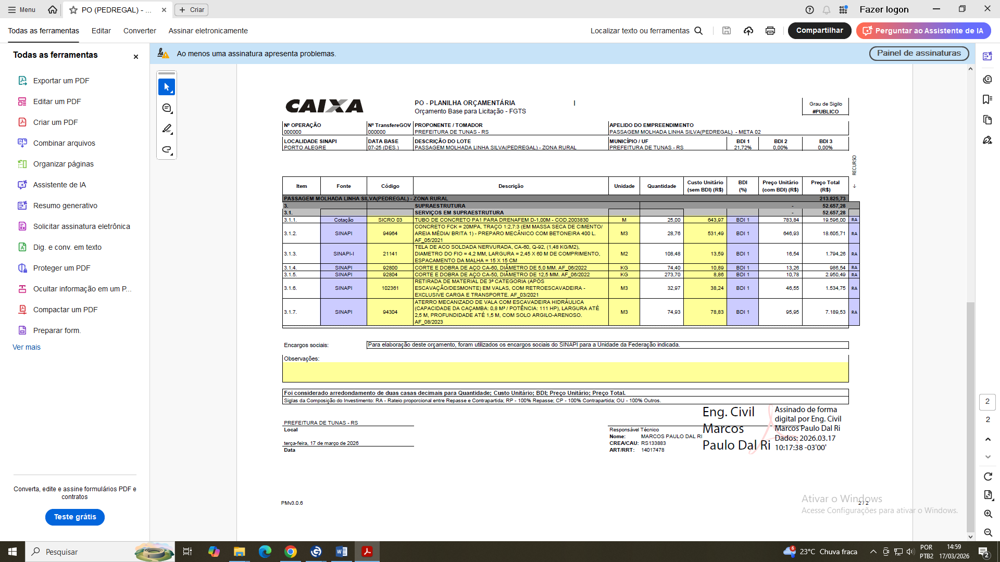 Menu
PO (PEDREGAL) - ...
Criar
Fazer logon
Todas as ferramentas
Editar
Converter
Assinar eletronicamente
Localizar texto ou ferramentas
Compartilhar
Perguntar ao Assistente de IA
Todas as ferramentas
Ao menos uma assinatura apresenta problemas.
Painel de assinaturas
Exportar um PDF
Editar um PDF
Criar um PDF
Combinar arquivos
Organizar páginas
Assistente de IA
Resumo generativo
Solicitar assinatura eletrônica
Dig. e conv. em texto
Proteger um PDF
Ocultar informação em um P...
Compactar um PDF
Preparar form.
Ver mais
Converta, edite e assine formulários PDF e
contratos
Teste grátis
CAIXA
PO - PLANILHA ORÇAMENTÁRIA
Orçamento Base para Licitação - FGTS
I
Grau de Sigilo
#PUBLICO
Nº OPERAÇÃO Nº TransfereGOV PROPONENTE / TOMADOR APELIDO DO EMPREENDIMENTO
000000 000000 PREFEITURA DE TUNAS - RS PASSAGEM MOLHADA LINHA SILVA(PEDREGAL) - META 02
LOCALIDADE SINAPI DATA BASE DESCRIÇÃO DO LOTE MUNICÍPIO / UF BDI 1 BDI 2 BDI 3
PORTO ALEGRE 07-25 (DES.) PASSAGEM MOLHADA LINHA SILVA(PEDREGAL) - ZONA RURAL PREFEITURA DE TUNAS - RS 21,72% 0,00% 0,00%
RECURSO
↓
Item Fonte Código Descrição Unidade Quantidade Custo Unitário (sem BDI) (R$) BDI (%) Preço Unitário (com BDI) (R$) Preço Total (R$)
PASSAGEM MOLHADA LINHA SILVA(PEDREGAL) - ZONA RURAL 213.825,73
3. SUPRAESTRUTURA - 52.657,28
3.1. SERVIÇOS EM SUPRAESTRUTURA - 52.657,28
3.1.1. Cotação SICRO 03 TUBO DE CONCRETO PA1 PARA DRENAFEM D-1,00M - COD.2003830 M 25,00 643,97 BDI 1 783,84 19.596,00 RA
CONCRETO FCK = 20MPA, TRAÇO 1:2,7:3 (EM MASSA SECA DE CIMENTO/
3.1.2. SINAPI 94964 AREIA MÉDIA/ BRITA 1) - PREPARO MECÂNICO COM BETONEIRA 400 L. M3 28,76 531,49 BDI 1 646,93 18.605,71 RA
AF_05/2021
TELA DE ACO SOLDADA NERVURADA, CA-60, Q-92, (1,48 KG/M2),
3.1.3. SINAPI-I 21141 DIAMETRO DO FIO = 4,2 MM, LARGURA = 2,45 X 60 M DE COMPRIMENTO, M2 108,48 13,59 BDI 1 16,54 1.794,26 RA
ESPACAMENTO DA MALHA = 15 X 15 CM
3.1.4. SINAPI 92800 CORTE E DOBRA DE AÇO CA-60, DIÂMETRO DE 5,0 MM. AF_06/2022 KG 74,40 10,89 BDI 1 13,26 986,54 RA
3.1.5. SINAPI 92804 CORTE E DOBRA DE AÇO CA-50, DIÂMETRO DE 12,5 MM. AF_06/2022 KG 273,70 8,86 BDI 1 10,78 2.950,49 RA
RETIRADA DE MATERIAL DE 3ª CATEGORIA (APÓS
3.1.6. SINAPI 102361 ESCAVAÇÃO/DESMONTE) EM VALAS, COM RETROESCAVADEIRA - M3 32,97 38,24 BDI 1 46,55 1.534,75 RA
EXCLUSIVE CARGA E TRANSPORTE. AF_03/2021
ATERRO MECANIZADO DE VALA COM ESCAVADEIRA HIDRÁULICA
(CAPACIDADE DA CAÇAMBA: 0,8 M³ / POTÊNCIA: 111 HP), LARGURA ATÉ
3.1.7. SINAPI 94304 2,5 M, PROFUNDIDADE ATÉ 1,5 M, COM SOLO ARGILO-ARENOSO. M3 74,93 78,83 BDI 1 95,95 7.189,53 RA
AF_08/2023
Encargos sociais: Para elaboração deste orçamento, foram utilizados os encargos sociais do SINAPI para a Unidade da Federação indicada.
Observações:
Foi considerado arredondamento de duas casas decimais para Quantidade; Custo Unitário; BDI; Preço Unitário; Preço Total.
Siglas da Composição do Investimento: RA - Rateio proporcional entre Repasse e Contrapartida; RP - 100% Repasse; CP - 100% Contrapartida; OU - 100% Outros.
PREFEITURA DE TUNAS - RS
Local
terça-feira, 17 de março de 2026
Data
Responsável Técnico
Nome: MARCOS PAULO DAL RI
CREA/CAU: RS133883
ART/RRT: 14017478
Eng. Civil
Marcos
Paulo Dal Ri
Assinado de forma
digital por Eng. Civil
Marcos Paulo Dal Ri
Dados: 2026.03.17
10:17:38 -03'00'
PMv3.0.6
2 / 2
Ativar o Windows
Acesse Configurações para ativar o Windows.
2
2
Pesquisar
6
23°C Chuva fraca
POR
PTB2
14:59
17/03/2026
2